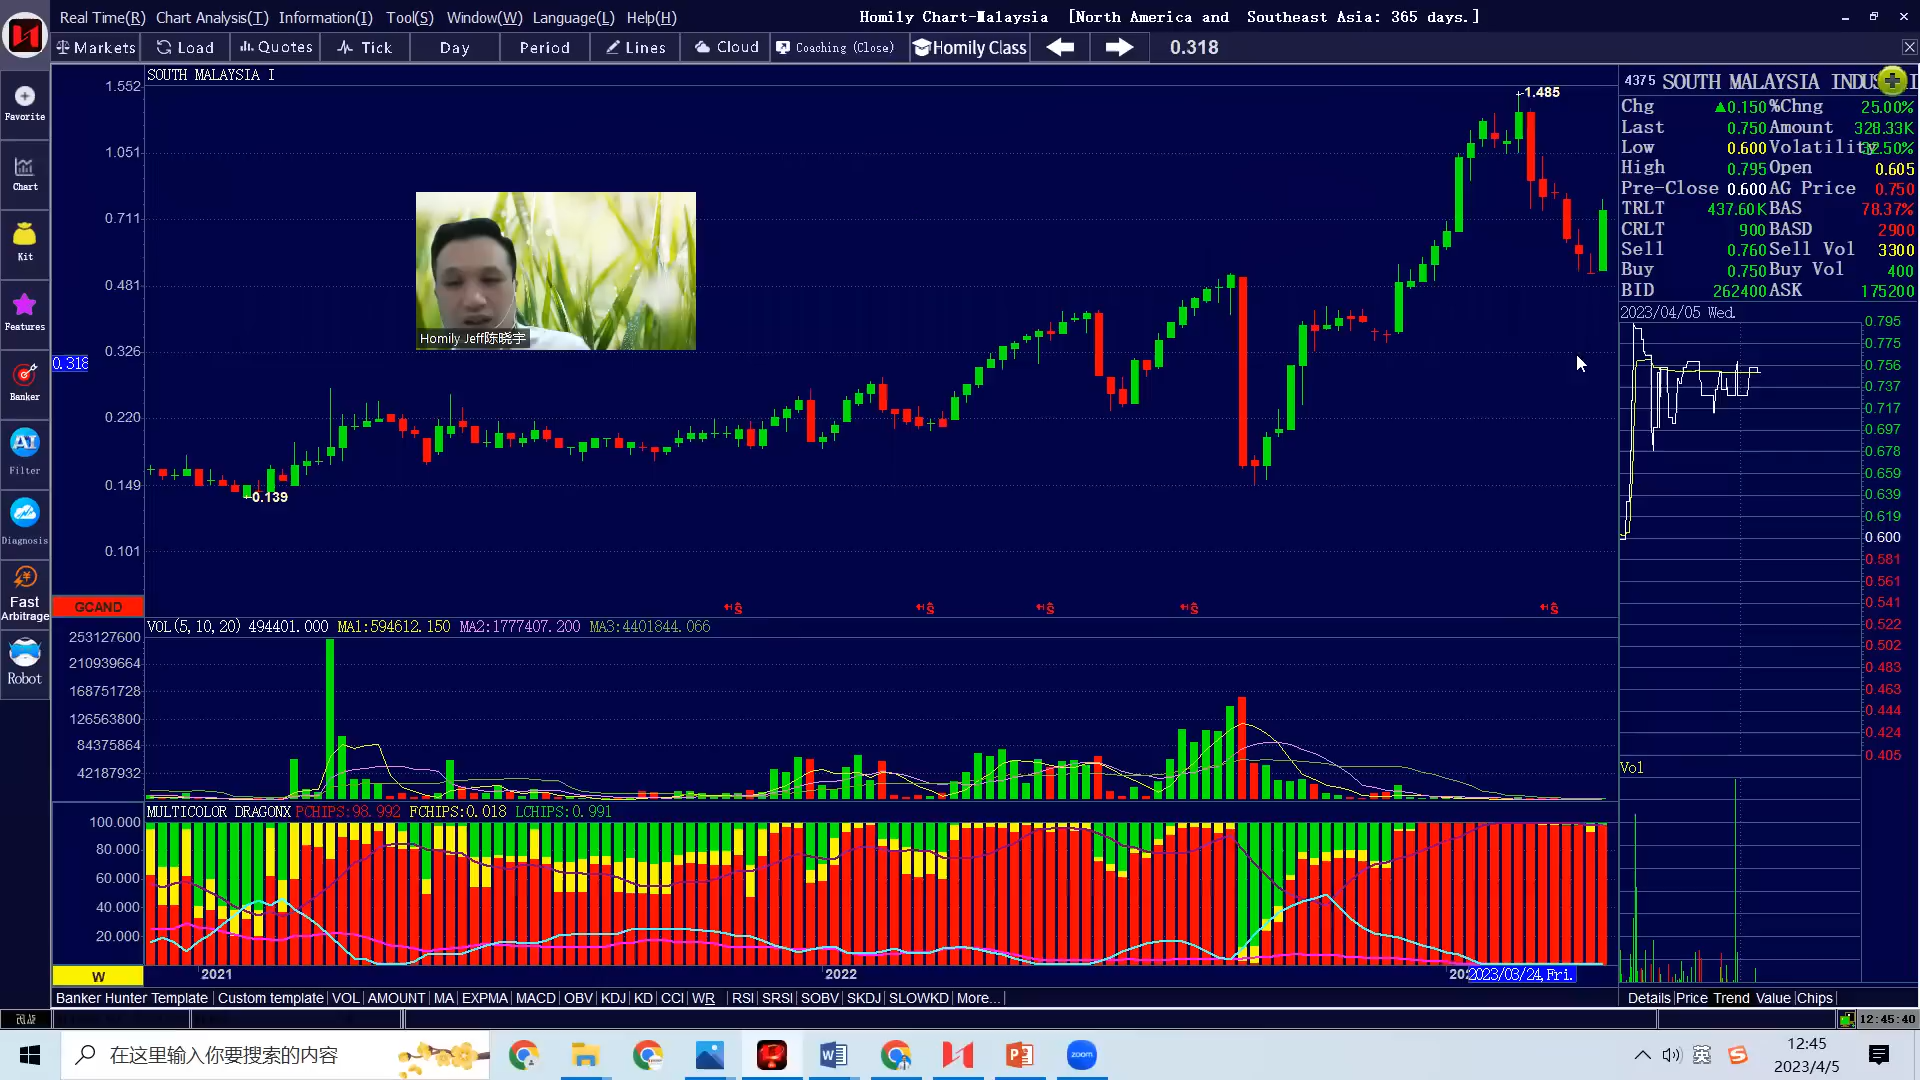 Real Time(R) Chart Analysis(T) Information(I) Tool(S) Window(W) Language(L) Help(H)
Homily Chart-Malaysia [North America and Southeast Asia: 365 days.]
Markets Load Quotes Tick Day Period Lines Cloud Coaching (Close) Homily Class 0.318
Favorite
Chart
Kit
Features
Banker
AI
Filter
Diagnosis
Fast
Arbitrage
Robot
SOUTH MALAYSIA I
1.552
1.051
0.711
0.481
0.326
0.318
0.220
0.149
0.101
1.485
0.139
Homily Jeff陈晓宇
GCAND
VOL(5,10,20) 494401.000 MA1:594612.150 MA2:1777407.200 MA3:4401844.066
253127600
210939664
168751728
126563800
84375864
42187932
MULTICOLOR DRAGONX PCHIPS:98.992 FCHIPS:0.018 LCHIPS:0.991
100.000
80.000
60.000
40.000
20.000
W
2021
2022
2023/03/24,Fri.
Banker Hunter Template Custom template VOL AMOUNT MA EXPMA MACD OBV KDJ KD CCI WR RSI SRSI SOBV SKDJ SLOWKD More...
4375 SOUTH MALAYSIA INDUS
Chg ▲0.150 %Chng 25.00%
Last 0.750 Amount 328.33K
Low 0.600 Volatility 32.50%
High 0.795 Open 0.605
Pre-Close 0.600 AG Price 0.750
TRLT 437.60K BAS 78.37%
CRLT 900 BASD 2900
Sell 0.760 Sell Vol 3300
Buy 0.750 Buy Vol 400
BID 262400 ASK 175200
2023/04/05 Wed.
0.795
0.775
0.756
0.737
0.717
0.697
0.678
0.659
0.639
0.619
0.600
0.581
0.561
0.541
0.522
0.502
0.483
0.463
0.444
0.424
0.405
Vol
Details Price Trend Value Chips
12:45:40
在这里输入你要搜索的内容
zoom
英
12:45
2023/4/5